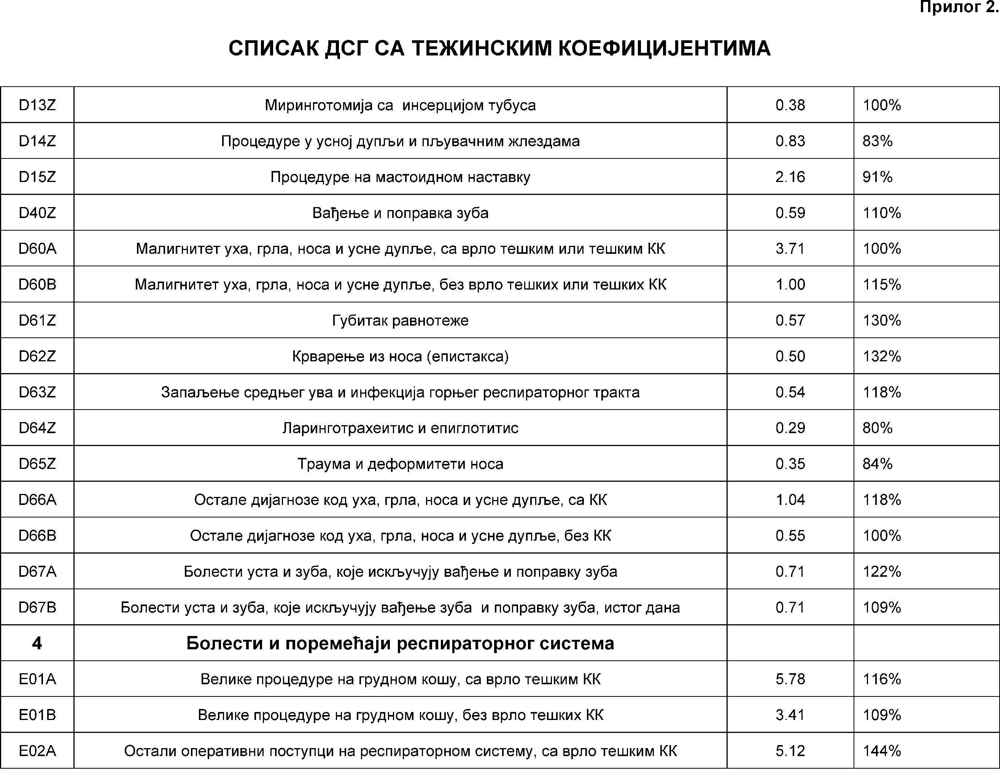 Прилог 2.
СПИСАК ДСГ СА ТЕЖИНСКИМ КОЕФИЦИЈЕНТИМА
D13Z Миринготомија са  инсерцијом тубуса 0.38 100%
D14Z Процедуре у усној дупљи и пљувачним жлездама 0.83 83%
D15Z Процедуре на мастоидном наставку 2.16 91%
D40Z Вађење и поправка зуба 0.59 110%
D60A Малигнитет уха, грла, носа и усне дупље, са врло тешким или тешким КК 3.71 100%
D60B Малигнитет уха, грла, носа и усне дупље, без врло тешких или тешких КК 1.00 115%
D61Z Губитак равнотеже 0.57 130%
D62Z Крварење из носа (епистакса) 0.50 132%
D63Z Запаљење средњег ува и инфекција горњег респираторног тракта 0.54 118%
D64Z Ларинготрахеитис и епиглотитис 0.29 80%
D65Z Траума и деформитети носа 0.35 84%
D66A Остале дијагнозе код уха, грла, носа и усне дупље, са КК 1.04 118%
D66B Остале дијагнозе код уха, грла, носа и усне дупље, без КК 0.55 100%
D67A Болести уста и зуба, које искључују вађење и поправку зуба 0.71 122%
D67B Болести уста и зуба, које искључују вађење зуба  и поправку зуба, истог дана 0.71 109%
4 Болести и поремећаји респираторног система
E01A Велике процедуре на грудном кошу, са врло тешким КК 5.78 116%
E01B Велике процедуре на грудном кошу, без врло тешких КК 3.41 109%
E02A Остали оперативни поступци на респираторном систему, са врло тешким КК 5.12 144%